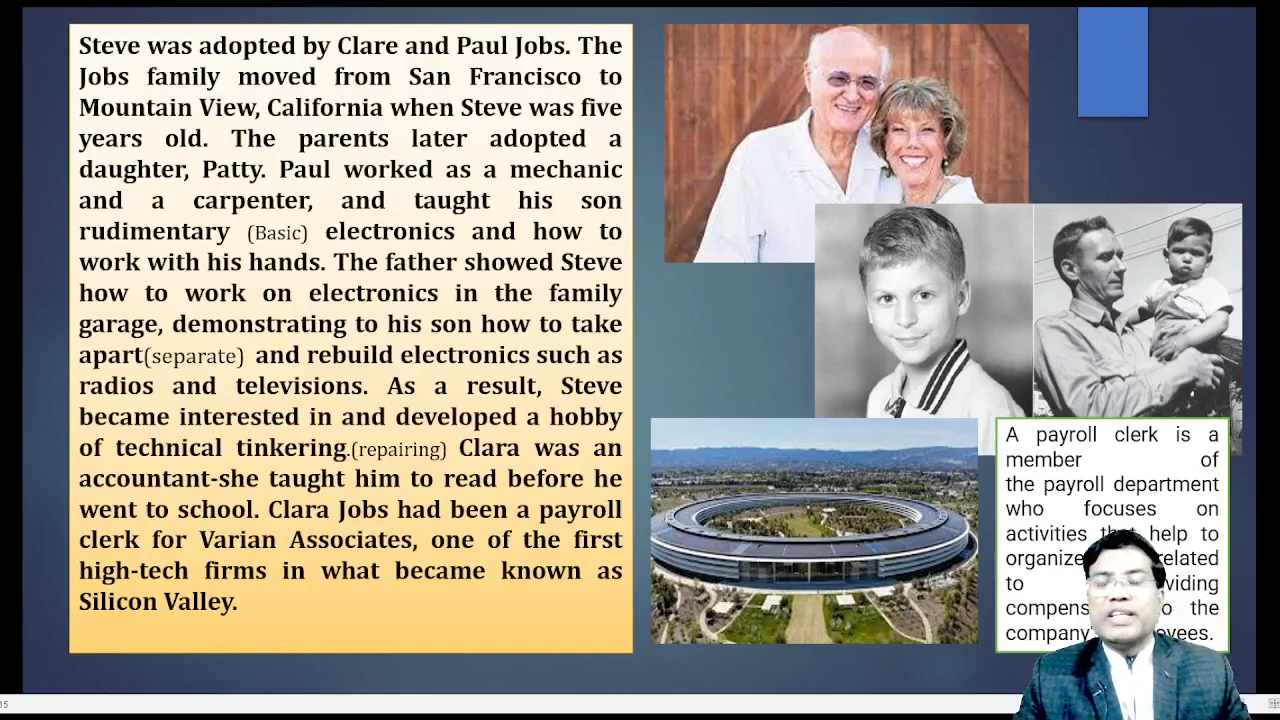 Steve was adopted by Clare and Paul Jobs. The
Jobs family moved from San Francisco to
Mountain View, California when Steve was five
years old. The parents later adopted a
daughter, Patty. Paul worked as a mechanic
and a carpenter, and taught his son
rudimentary (Basic) electronics and how to
work with his hands. The father showed Steve
how to work on electronics in the family
garage, demonstrating to his son how to take
apart(separate) and rebuild electronics such as
radios and televisions. As a result, Steve
became interested in and developed a hobby
of technical tinkering.(repairing) Clara was an
accountant-she taught him to read before he
went to school. Clara Jobs had been a payroll
clerk for Varian Associates, one of the first
high-tech firms in what became known as
Silicon Valley.
A payroll clerk is a
member of
the payroll department
who focuses on
activities help to
organize related
to
the
company
15